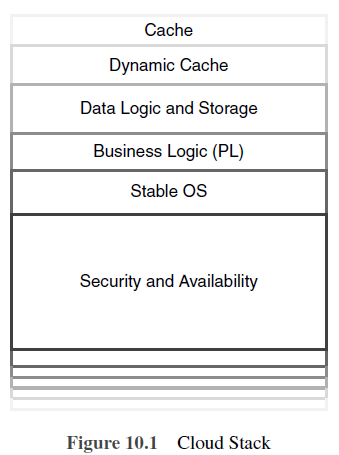 Cache
Dynamic Cache
Data Logic and Storage
Business Logic (PL)
Stable OS
Security and Availability
Figure 10.1 Cloud Stack